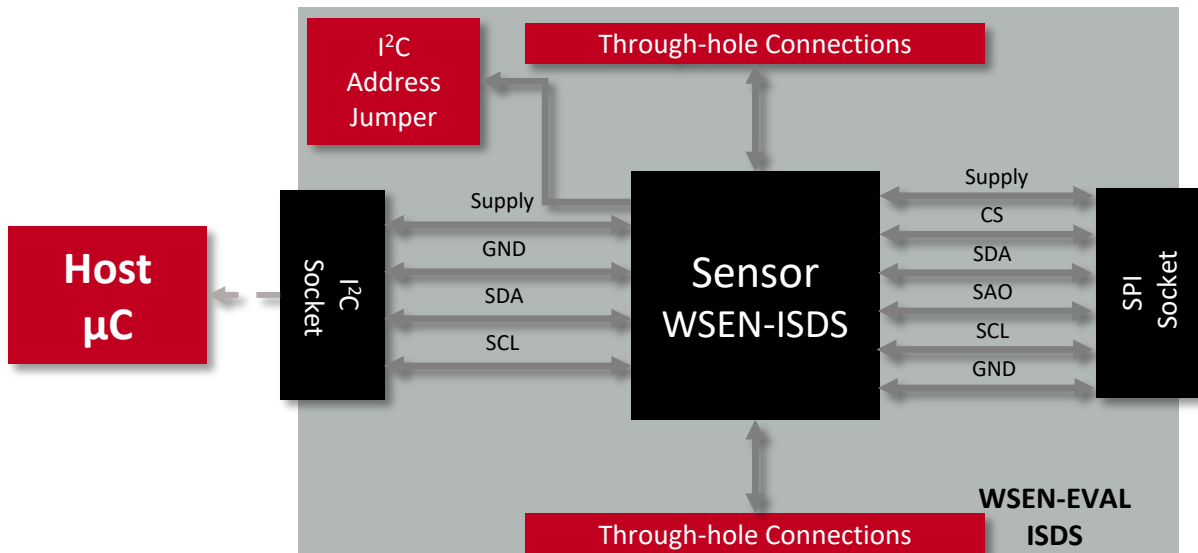 I²C
Address
Jumper
Through-hole Connections
Host
µC
I²C
Socket
Supply
GND
SDA
SCL
Sensor
WSEN-ISDS
Supply
CS
SDA
SAO
SCL
GND
SPI
Socket
WSEN-EVAL
ISDS
Through-hole Connections